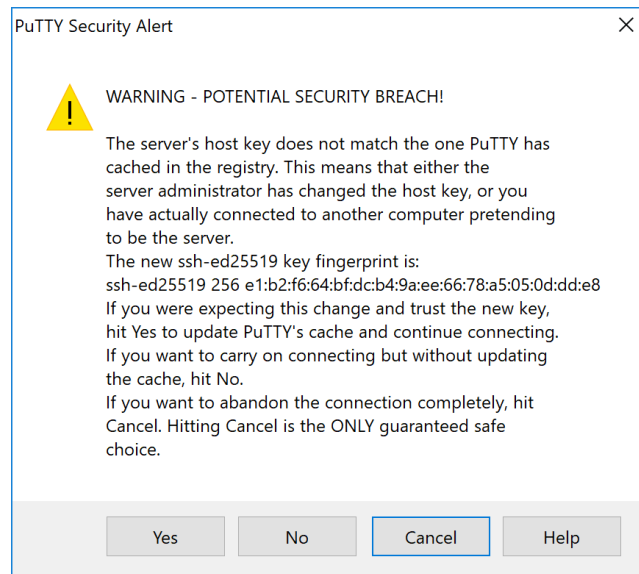 PuTTY Security Alert
WARNING - POTENTIAL SECURITY BREACH!
The server's host key does not match the one PuTTY has
cached in the registry. This means that either the
server administrator has changed the host key, or you
have actually connected to another computer pretending
to be the server.
The new ssh-ed25519 key fingerprint is:
ssh-ed25519 256 e1:b2:f6:64:bf:dc:b4:9a:ee:66:78:a5:05:0d:dd:e8
If you were expecting this change and trust the new key,
hit Yes to update PuTTY's cache and continue connecting.
If you want to carry on connecting but without updating
the cache, hit No.
If you want to abandon the connection completely, hit
Cancel. Hitting Cancel is the ONLY guaranteed safe
choice.
Yes No Cancel Help